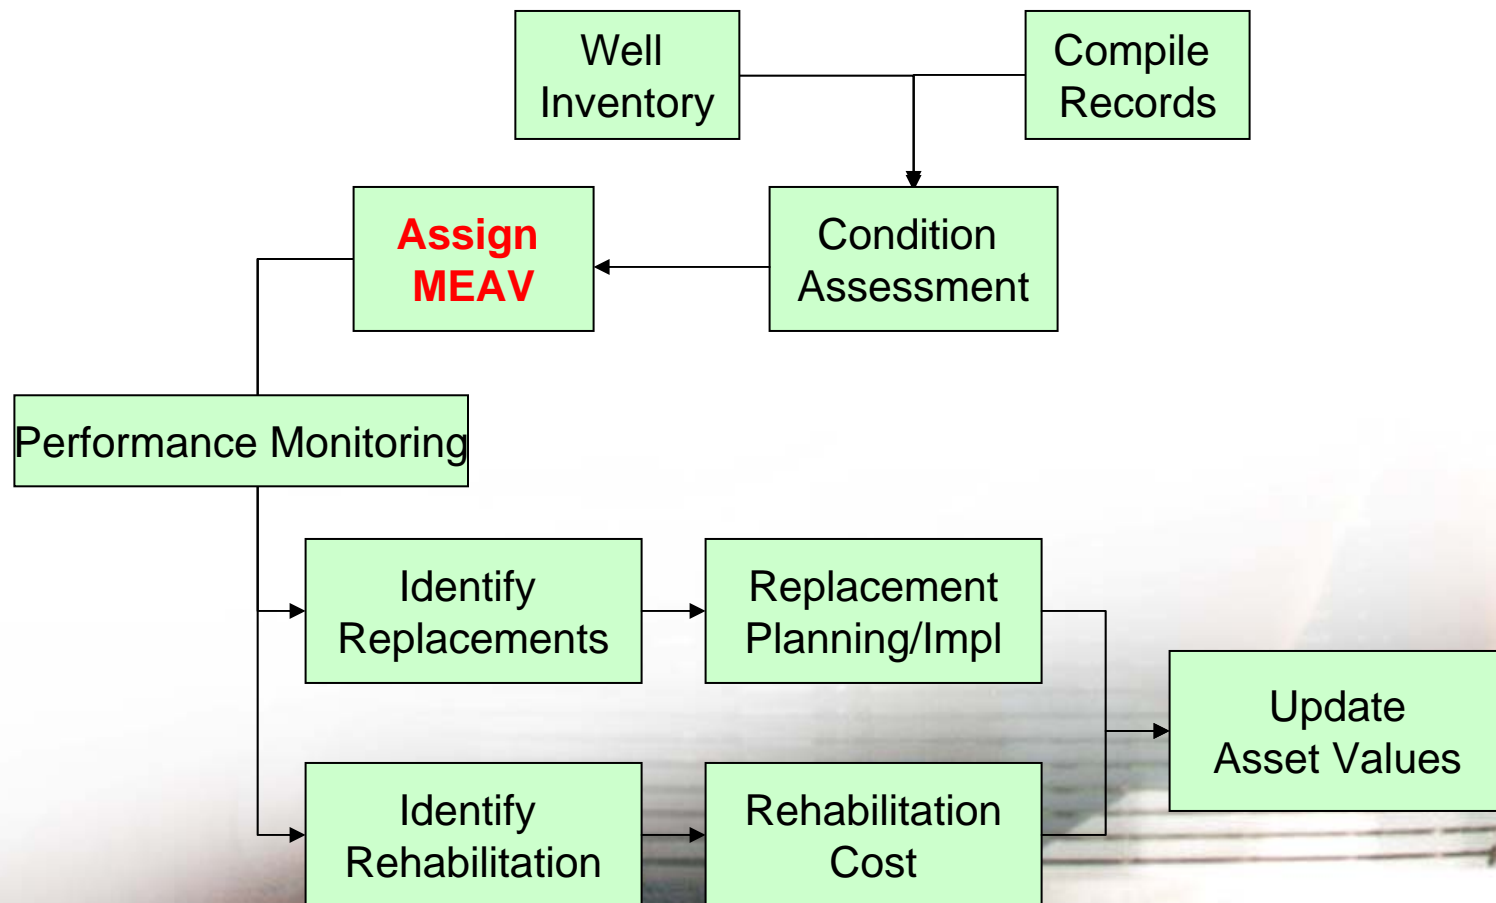 Well
Inventory
Compile
Records
Assign
MEAV
Condition
Assessment
Performance Monitoring
Identify
Replacements
Replacement
Planning/Impl
Update
Asset Values
Identify
Rehabilitation
Rehabilitation
Cost